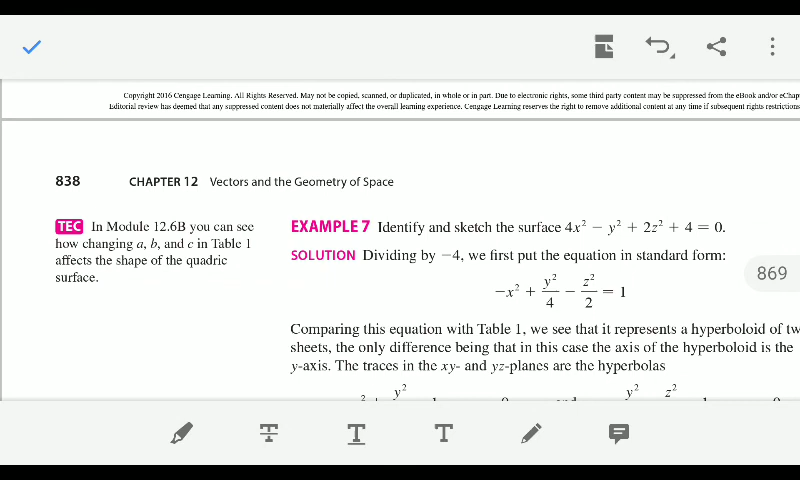 Copyright 2016 Cengage Learning. All Rights Reserved. May not be copied, scanned, or duplicated, in whole or in part. Due to electronic rights, some third party content may be suppressed from the eBook and/or eChap
Editorial review has deemed that any suppressed content does not materially affect the overall learning experience. Cengage Learning reserves the right to remove additional content at any time if subsequent rights restrictions
838 CHAPTER 12 Vectors and the Geometry of Space
TEC In Module 12.6B you can see
how changing a, b, and c in Table 1
affects the shape of the quadric
surface.
EXAMPLE 7 Identify and sketch the surface 4x² − y² + 2z² + 4 = 0.
SOLUTION Dividing by −4, we first put the equation in standard form:
869
−x² + y²/4 − z²/2 = 1
Comparing this equation with Table 1, we see that it represents a hyperboloid of tw
sheets, the only difference being that in this case the axis of the hyperboloid is the
y-axis. The traces in the xy- and yz-planes are the hyperbolas
y² y² z²